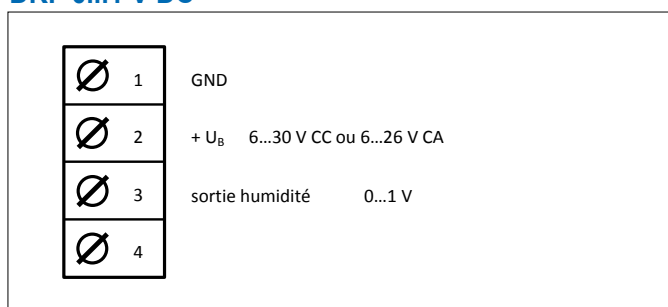 1 GND
2 + UB 6...30 V CC ou 6...26 V CA
3 sortie humidité 0...1 V
4